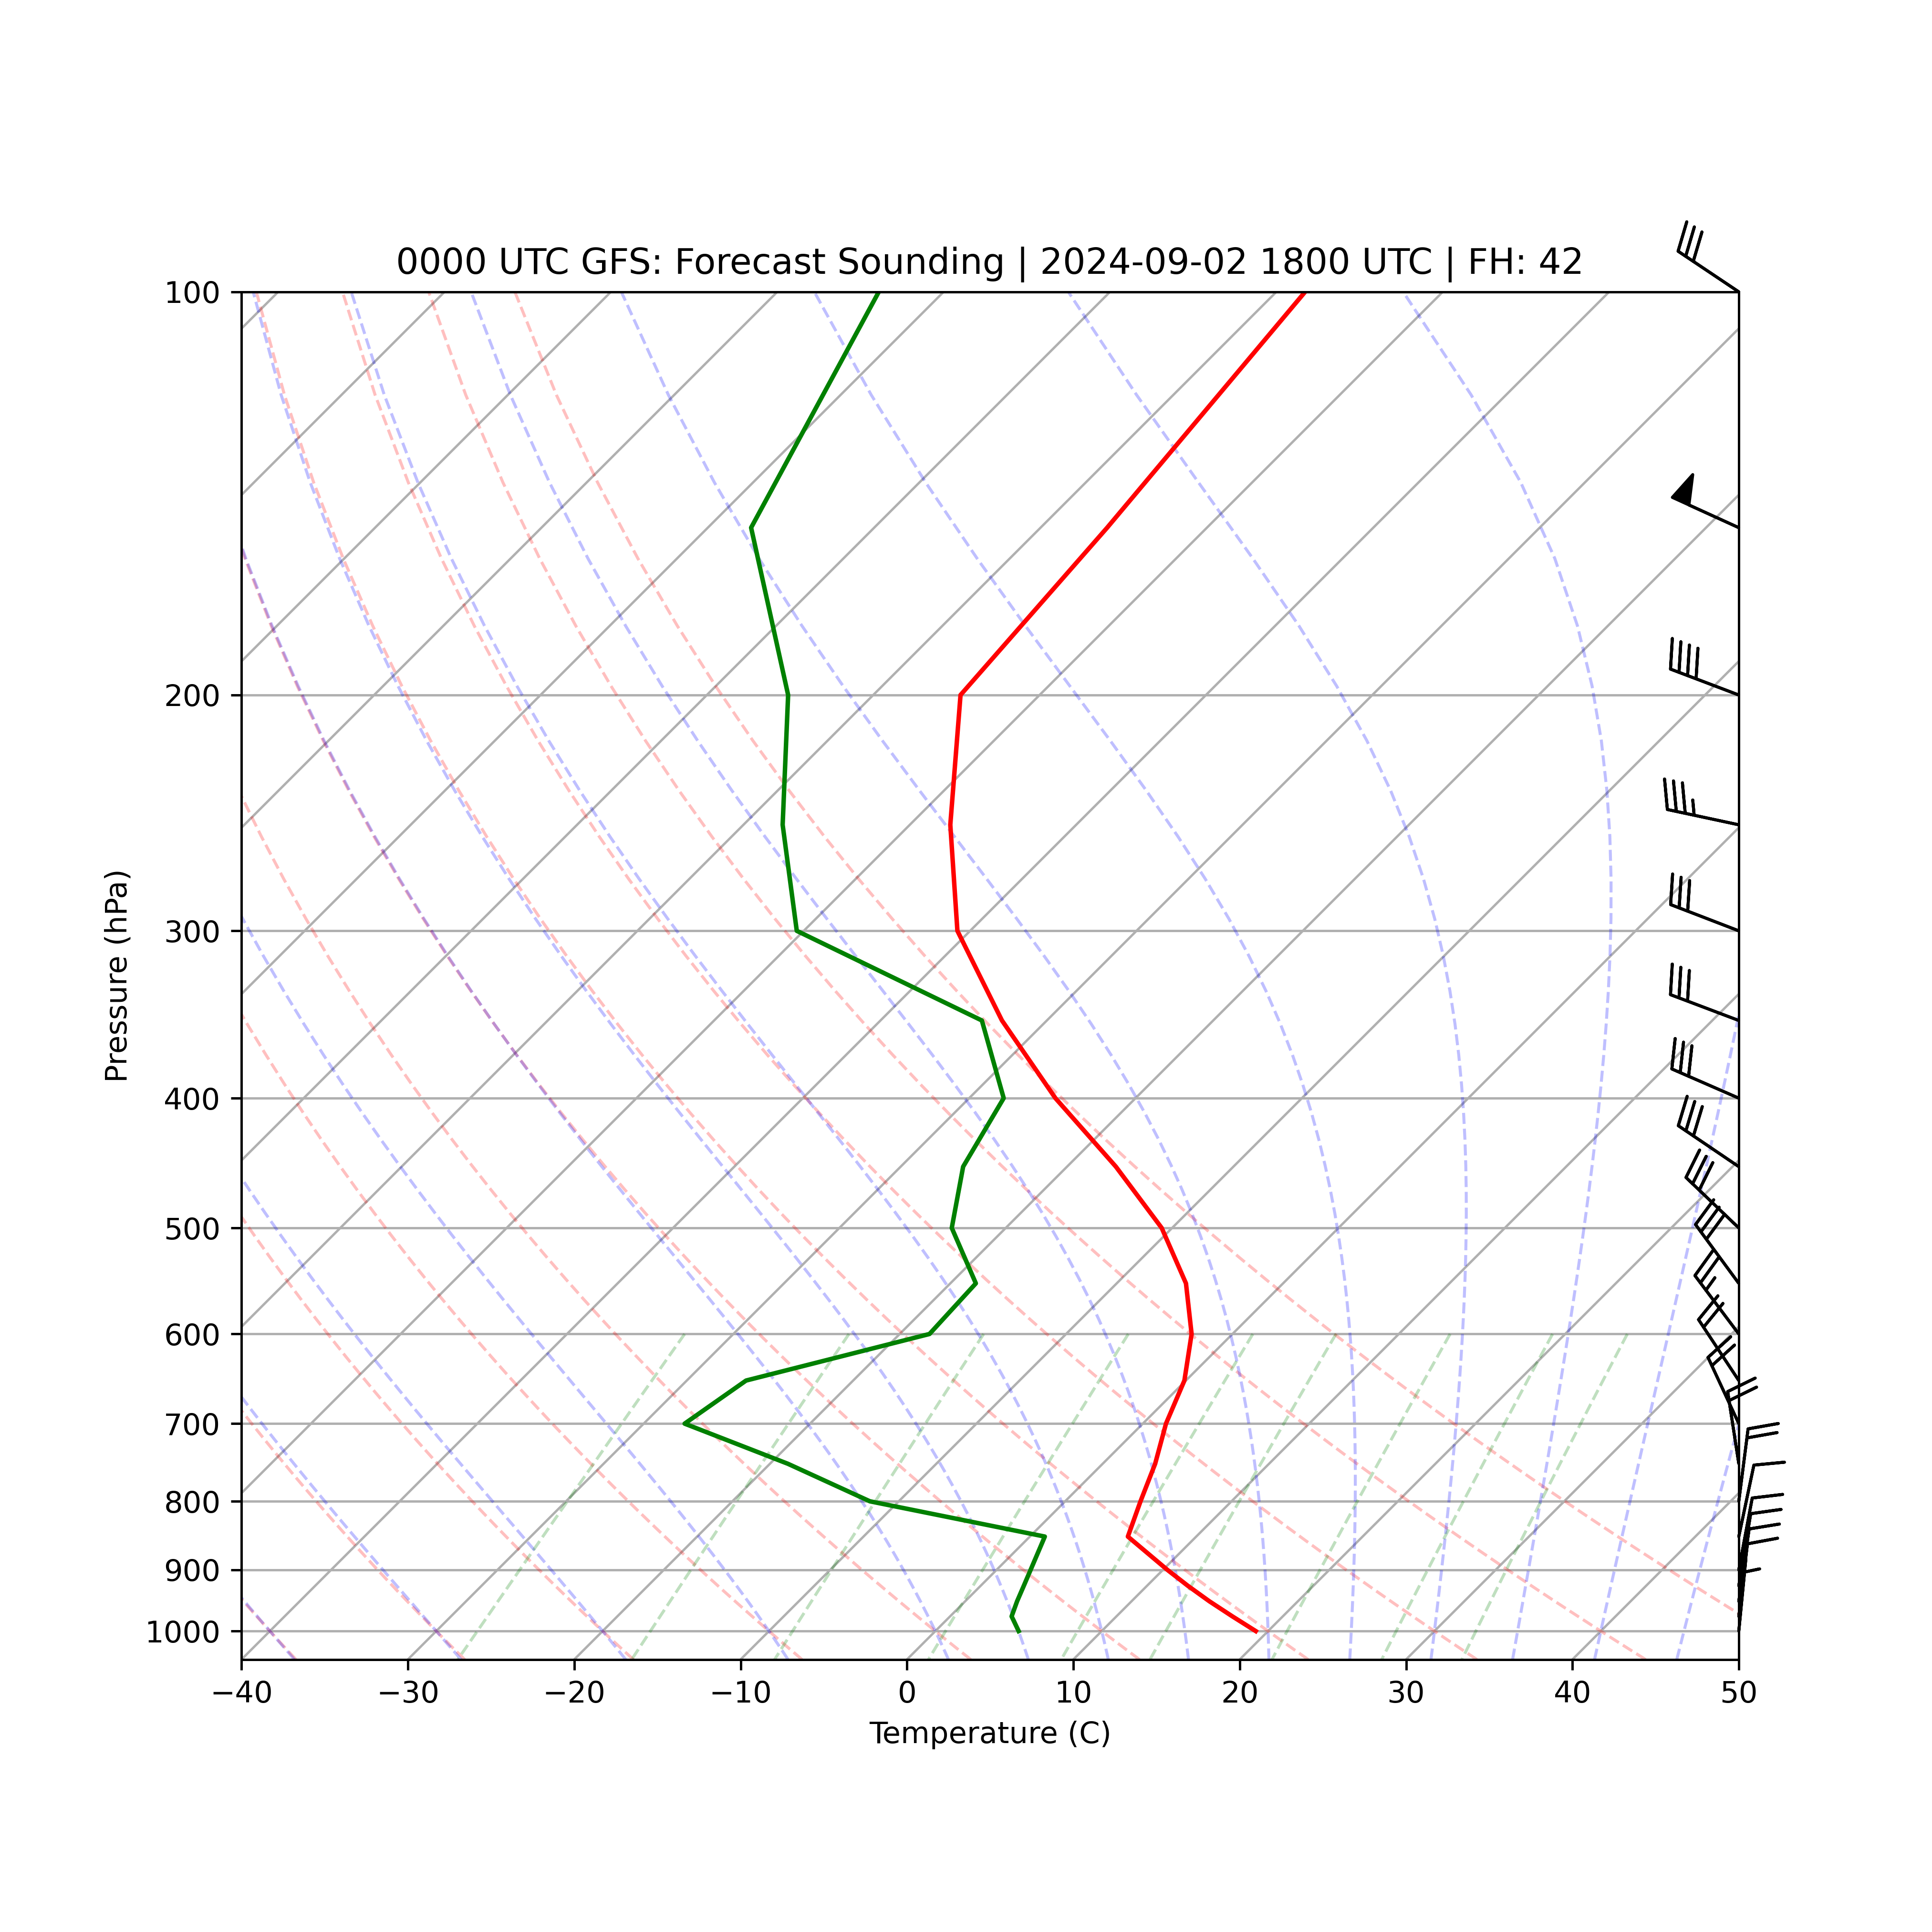 0000 UTC GFS: Forecast Sounding | 2024-09-02 1800 UTC | FH: 42
100
200
300
400
500
600
700
800
900
1000
Pressure (hPa)
−40 −30 −20 −10 0 10 20 30 40 50
Temperature (C)